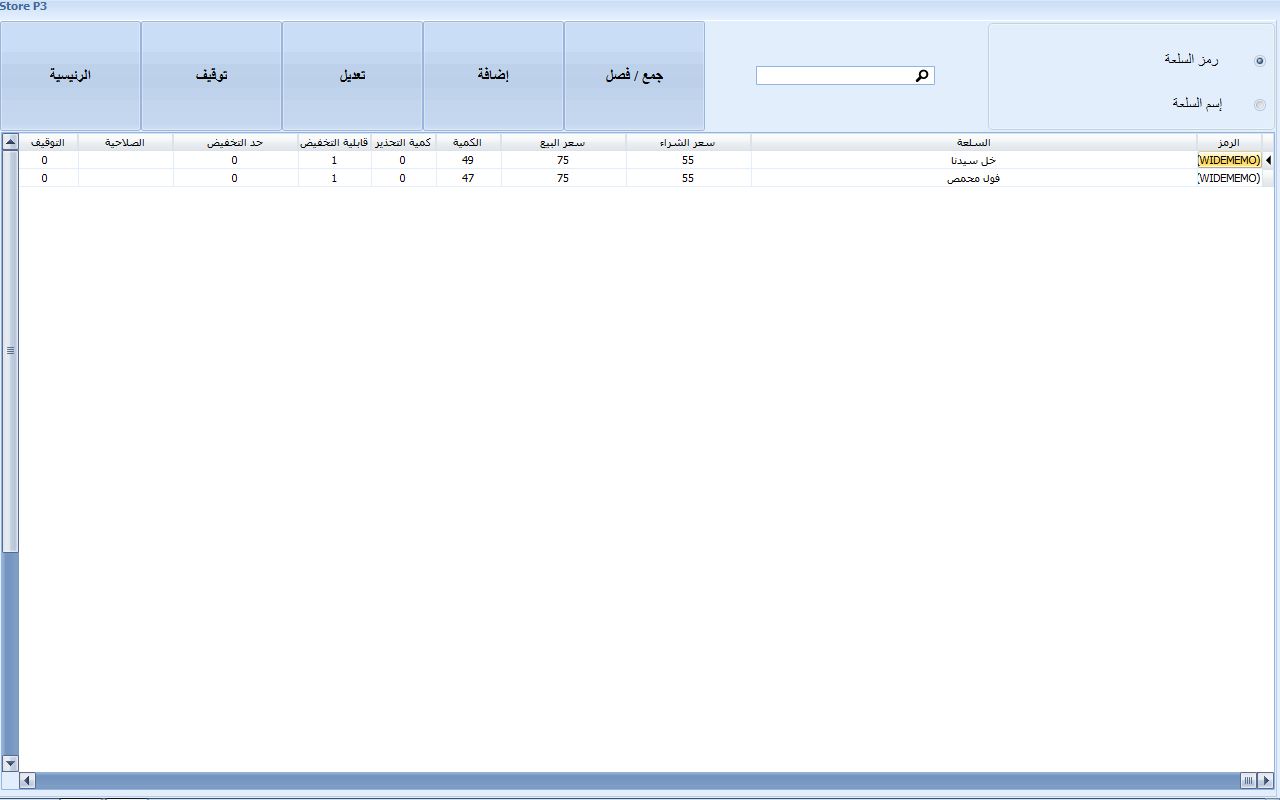 Store P3
رمز السلعة
إسم السلعة
جمع / فصل
إضافة
تعديل
توقيف
الرئيسية
الرمز السلعة سعر الشراء سعر البيع الكمية كمية التحذير قابلية التخفيض حد التخفيض الصلاحية التوقيف
(WIDEMEMO) خل سيدنا 55 75 49 0 1 0 0
(WIDEMEMO) فول محمص 55 75 47 0 1 0 0